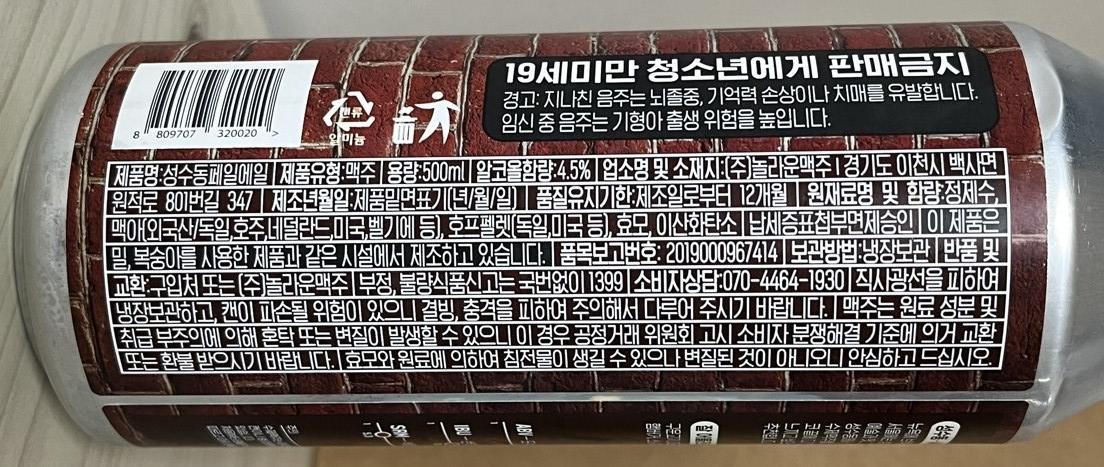 19세미만 청소년에게 판매금지
경고: 지나친 음주는 뇌졸중, 기억력 손상이나 치매를 유발합니다.
임신 중 음주는 기형아 출생 위험을 높입니다.
8 809707 320020 >
캔류
알미늄
제품명:성수동페일에일 | 제품유형:맥주 | 용량:500ml | 알코올함량:4.5% | 업소명 및 소재지:(주)놀라운맥주 | 경기도 이천시 백사면
원적로 801번길 347 | 제조년월일:제품밑면표기(년/월/일) | 품질유지기한:제조일로부터 12개월 | 원재료명 및 함량:정제수,
맥아(외국산/독일,호주,네덜란드,미국,벨기에 등), 호프펠렛(독일,미국 등), 효모, 이산화탄소 | 납세증표첩부면제승인 | 이 제품은
밀, 복숭아를 사용한 제품과 같은 시설에서 제조하고 있습니다. | 품목보고번호: 2019000967414 | 보관방법:냉장보관 | 반품 및
교환:구입처 또는 (주)놀라운맥주 | 부정, 불량식품신고는 국번없이 1399 | 소비자상담:070-4464-1930 | 직사광선을 피하여
냉장보관하고, 캔이 파손될 위험이 있으니 결빙, 충격을 피하여 주의해서 다루어 주시기 바랍니다. | 맥주는 원료 성분 및
취급 부주의에 의해 혼탁 또는 변질이 발생할 수 있으니 이 경우 공정거래 위원회 고시 소비자 분쟁해결 기준에 의거 교환
또는 환불 받으시기 바랍니다. 효모와 원료에 의하여 침전물이 생길 수 있으나 변질된 것이 아니오니 안심하고 드십시오.